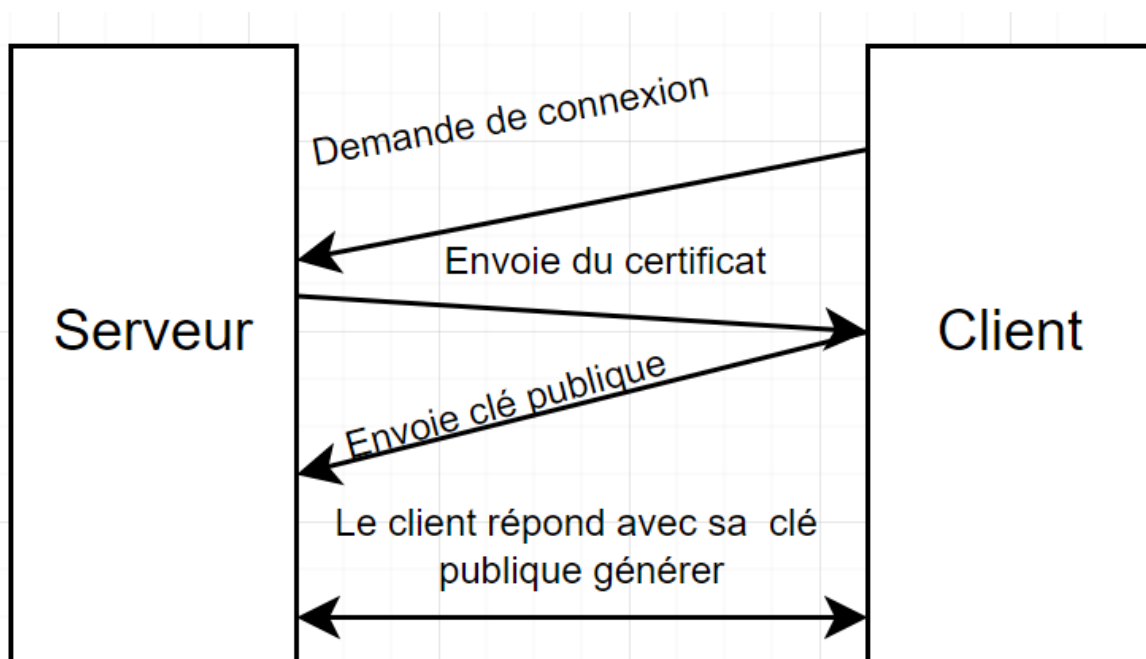 Demande de connexion
Envoie du certificat
Serveur
Client
Envoie clé publique
Le client répond avec sa  clé
publique générer